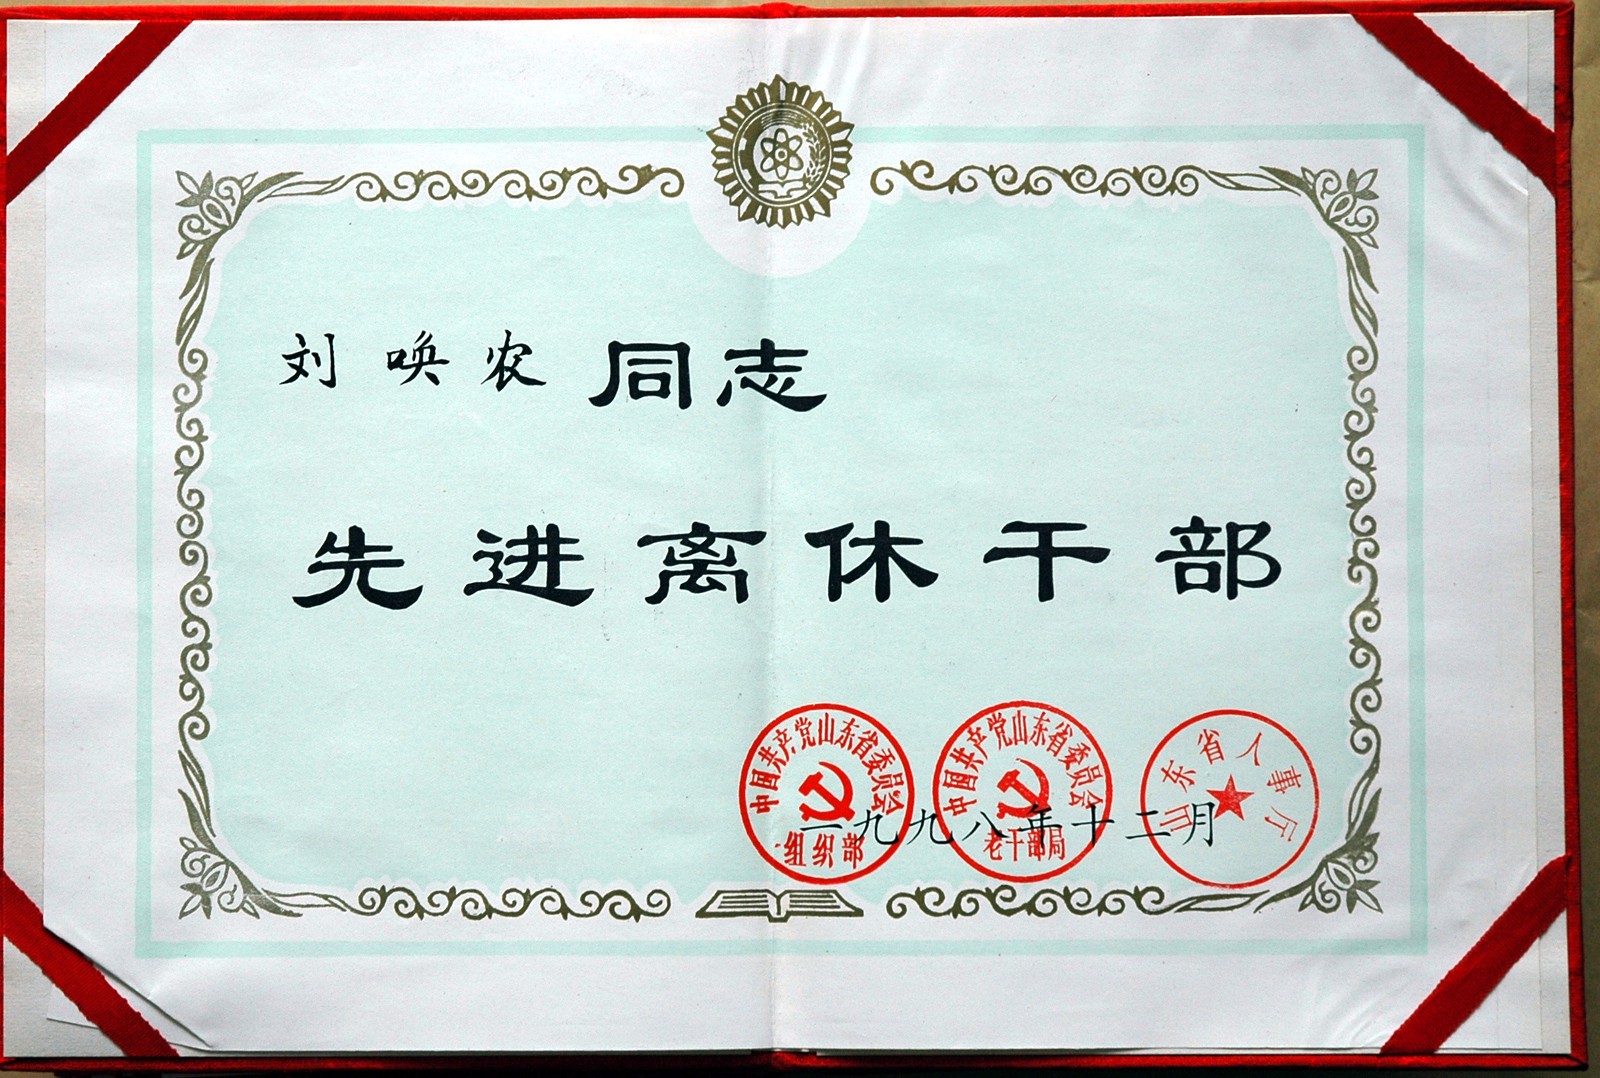 刘唤农同志
先进离休干部
中国共产党山东省委员会
组织部
中国共产党山东省委员会
老干部局
山东省人事厅
一九九八年十二月